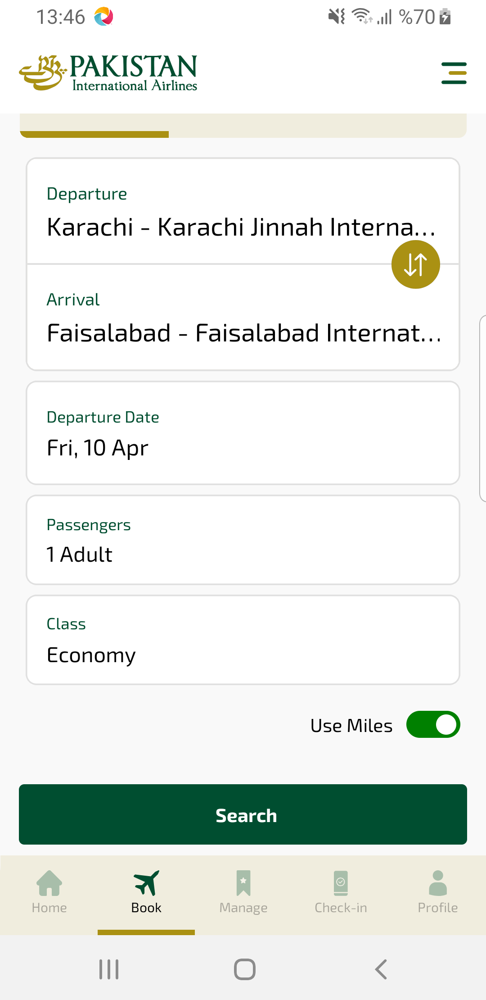 13:46
%70
PAKISTAN
International Airlines
Departure
Karachi - Karachi Jinnah Interna...
Arrival
Faisalabad - Faisalabad Internat...
Departure Date
Fri, 10 Apr
Passengers
1 Adult
Class
Economy
Use Miles
Search
Home
Book
Manage
Check-in
Profile